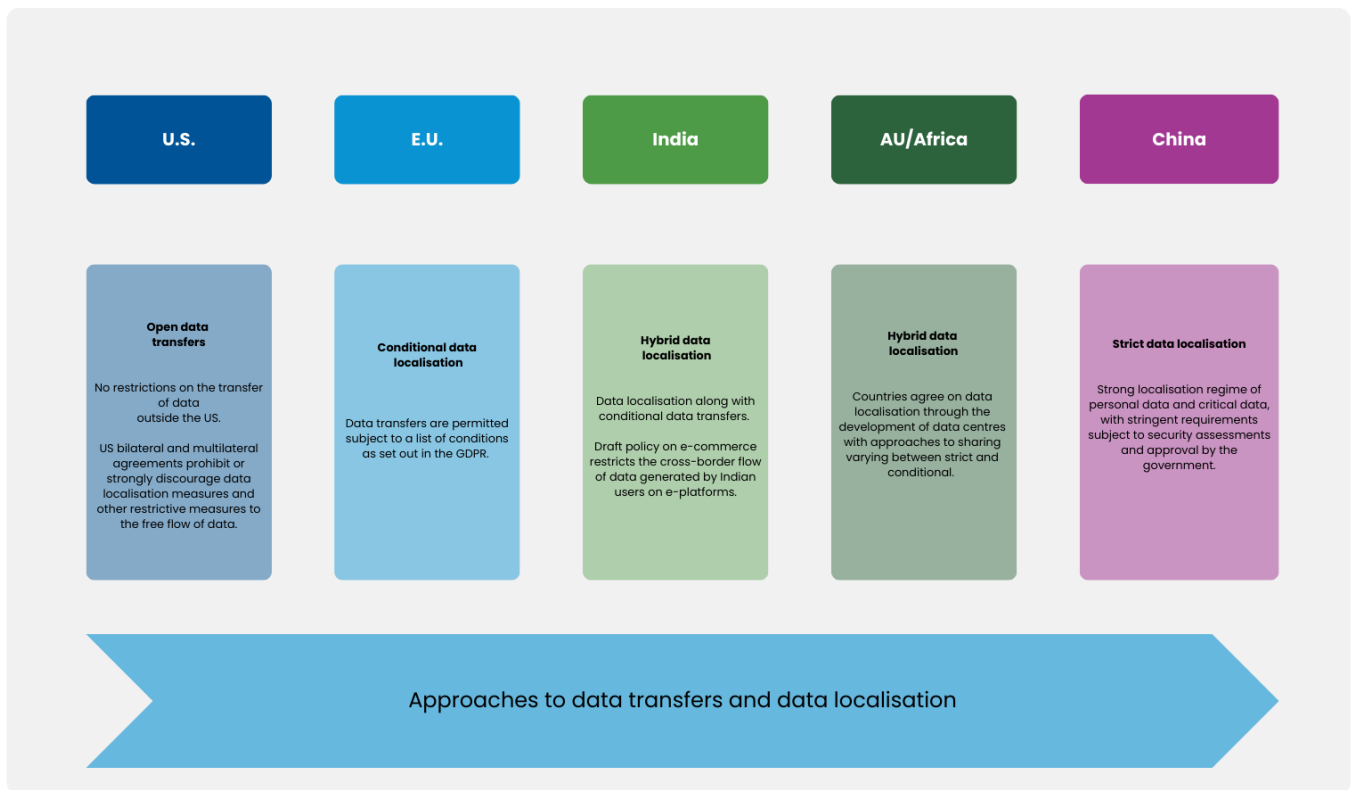 U.S.
E.U.
India
AU/Africa
China
Open data
transfers
No restrictions on the transfer
of data
outside the US.
US bilateral and multilateral
agreements prohibit or
strongly discourage data
localisation measures and
other restrictive measures to
the free flow of data.
Conditional data
localisation
Data transfers are permitted
subject to a list of conditions
as set out in the GDPR.
Hybrid data
localisation
Data localisation along with
conditional data transfers.
Draft policy on e-commerce
restricts the cross-border flow
of data generated by Indian
users on e-platforms.
Hybrid data
localisation
Countries agree on data
localisation through the
development of data centres
with approaches to sharing
varying between strict and
conditional.
Strict data localisation
Strong localisation regime of
personal data and critical data,
with stringent requirements
subject to security assessments
and approval by the
government.
Approaches to data transfers and data localisation